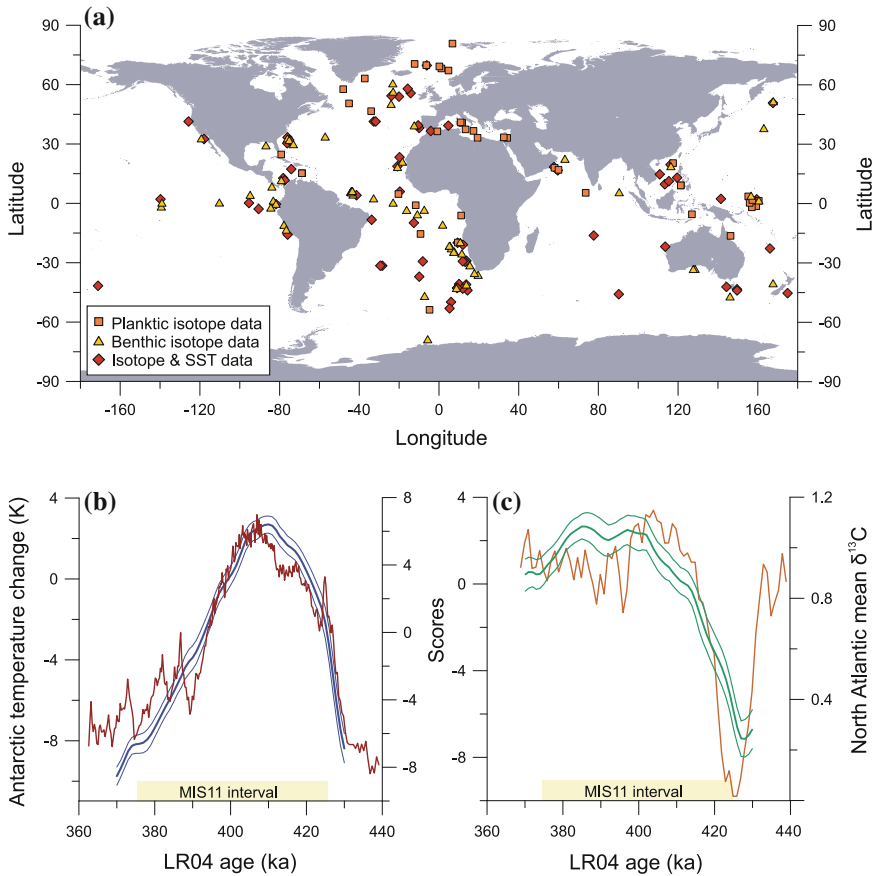 (a)
90
60
30
0
-30
-60
-90
Latitude
90
60
30
0
-30
-60
-90
Latitude
Planktic isotope data
Benthic isotope data
Isotope & SST data
-160 -120 -80 -40 0 40 80 120 160
Longitude
(b)
4
0
-4
-8
Antarctic temperature change (K)
8
6
4
2
0
-2
-4
-6
-8
Scores
MIS11 interval
360 380 400 420 440
LR04 age (ka)
(c)
4
0
-4
-8
1.2
0.8
0.4
North Atlantic mean δ¹³C
MIS11 interval
360 380 400 420 440
LR04 age (ka)